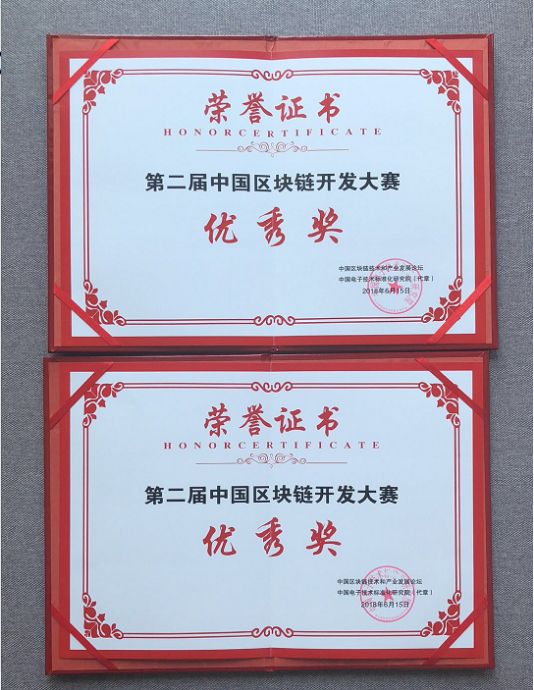 荣誉证书
HONORCERTIFICATE
第二届中国区块链开发大赛
优秀奖
中国区块链技术和产业发展论坛
中国电子技术标准化研究院（代章）
2018年6月15日
荣誉证书
HONORCERTIFICATE
第二届中国区块链开发大赛
优秀奖
中国区块链技术和产业发展论坛
中国电子技术标准化研究院（代章）
2018年6月15日